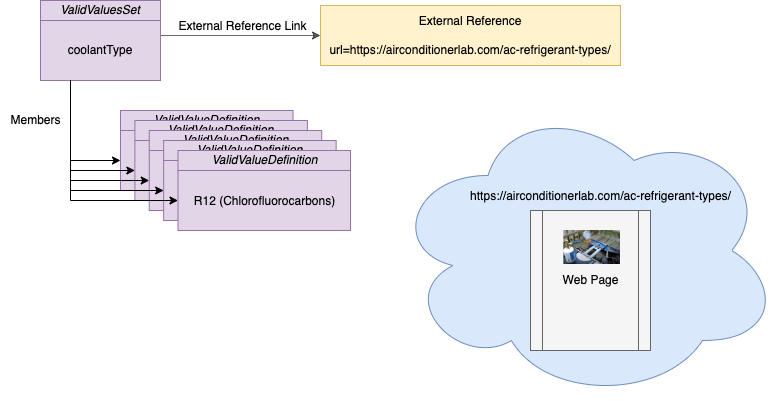 ValidValuesSet
coolantType
External Reference Link
External Reference
url=https://airconditionerlab.com/ac-refrigerant-types/
Members
ValidValueDefinition
ValidValueDefinition
ValidValueDefinition
ValidValueDefinition
ValidValueDefinition
R12 (Chlorofluorocarbons)
https://airconditionerlab.com/ac-refrigerant-types/
Web Page